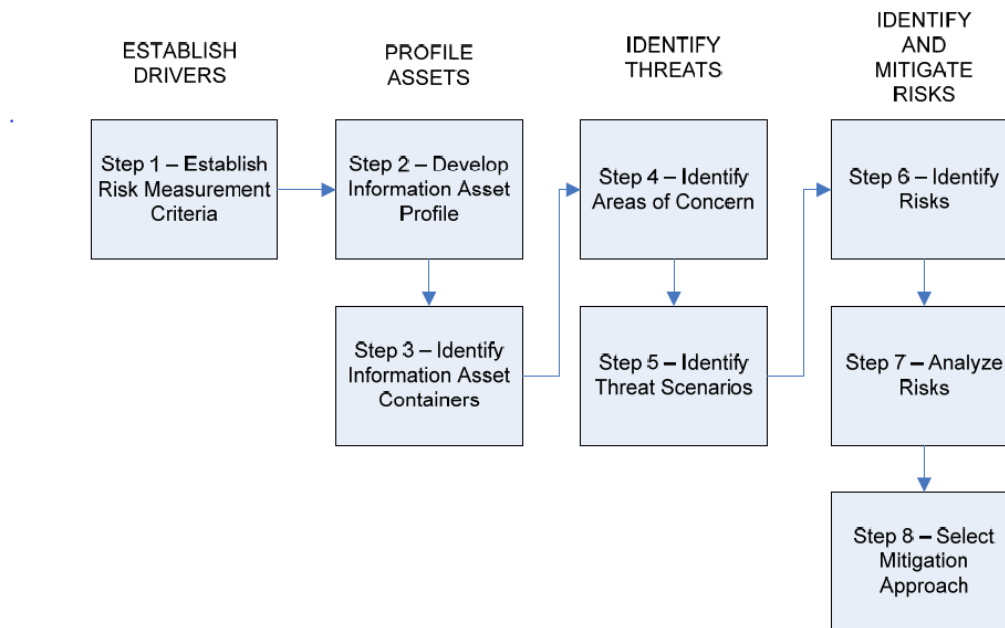 ESTABLISH
DRIVERS
PROFILE
ASSETS
IDENTIFY
THREATS
IDENTIFY
AND
MITIGATE
RISKS
Step 1 – Establish
Risk Measurement
Criteria
Step 2 – Develop
Information Asset
Profile
Step 3 – Identify
Information Asset
Containers
Step 4 – Identify
Areas of Concern
Step 5 – Identify
Threat Scenarios
Step 6 – Identify
Risks
Step 7 – Analyze
Risks
Step 8 – Select
Mitigation
Approach